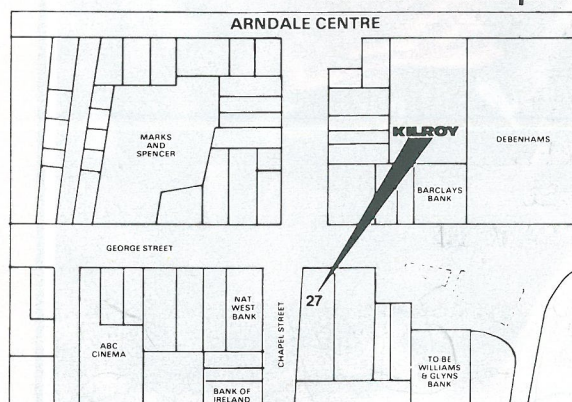 ARNDALE CENTRE
KILROY
MARKS
AND
SPENCER
DEBENHAMS
BARCLAYS
BANK
GEORGE STREET
27
NAT
WEST
BANK
CHAPEL STREET
ABC
CINEMA
TO BE
WILLIAMS
& GLYNS
BANK
BANK OF
IRELAND